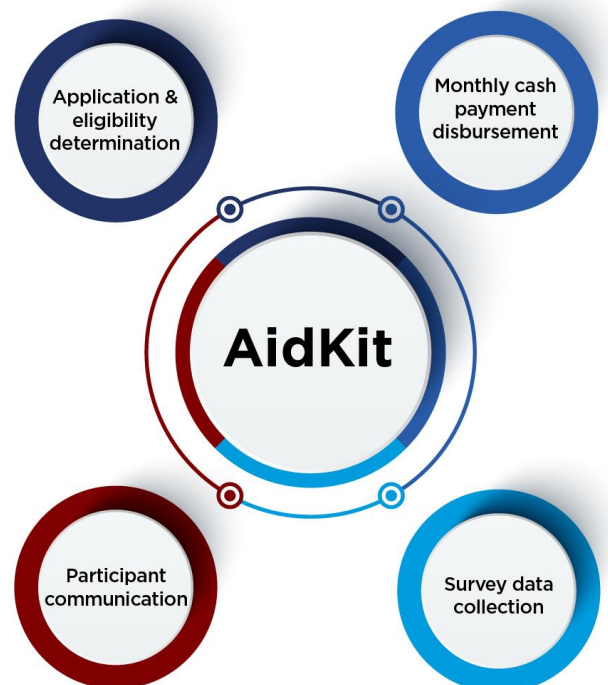 Application &
eligibility
determination
Monthly cash
payment
disbursement
AidKit
Participant
communication
Survey data
collection